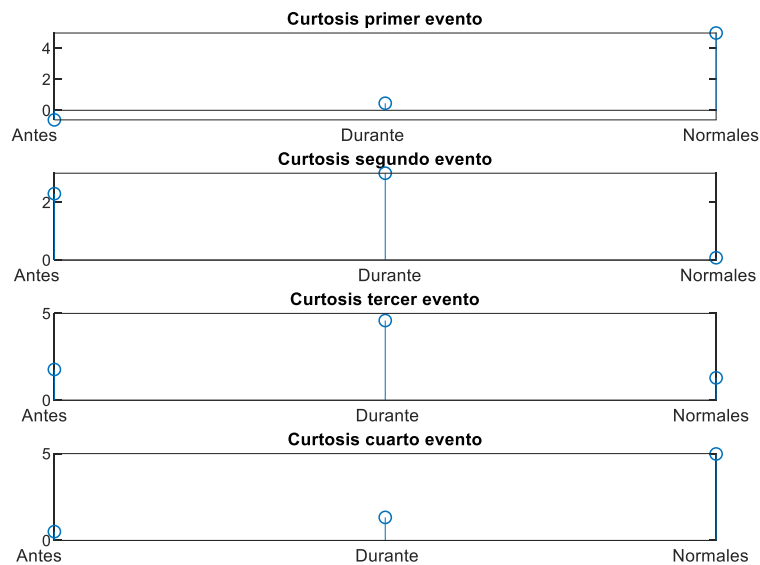 Curtosis primer evento
4
2
0
Antes Durante Normales
Curtosis segundo evento
2
0
Antes Durante Normales
Curtosis tercer evento
5
0
Antes Durante Normales
Curtosis cuarto evento
5
0
Antes Durante Normales